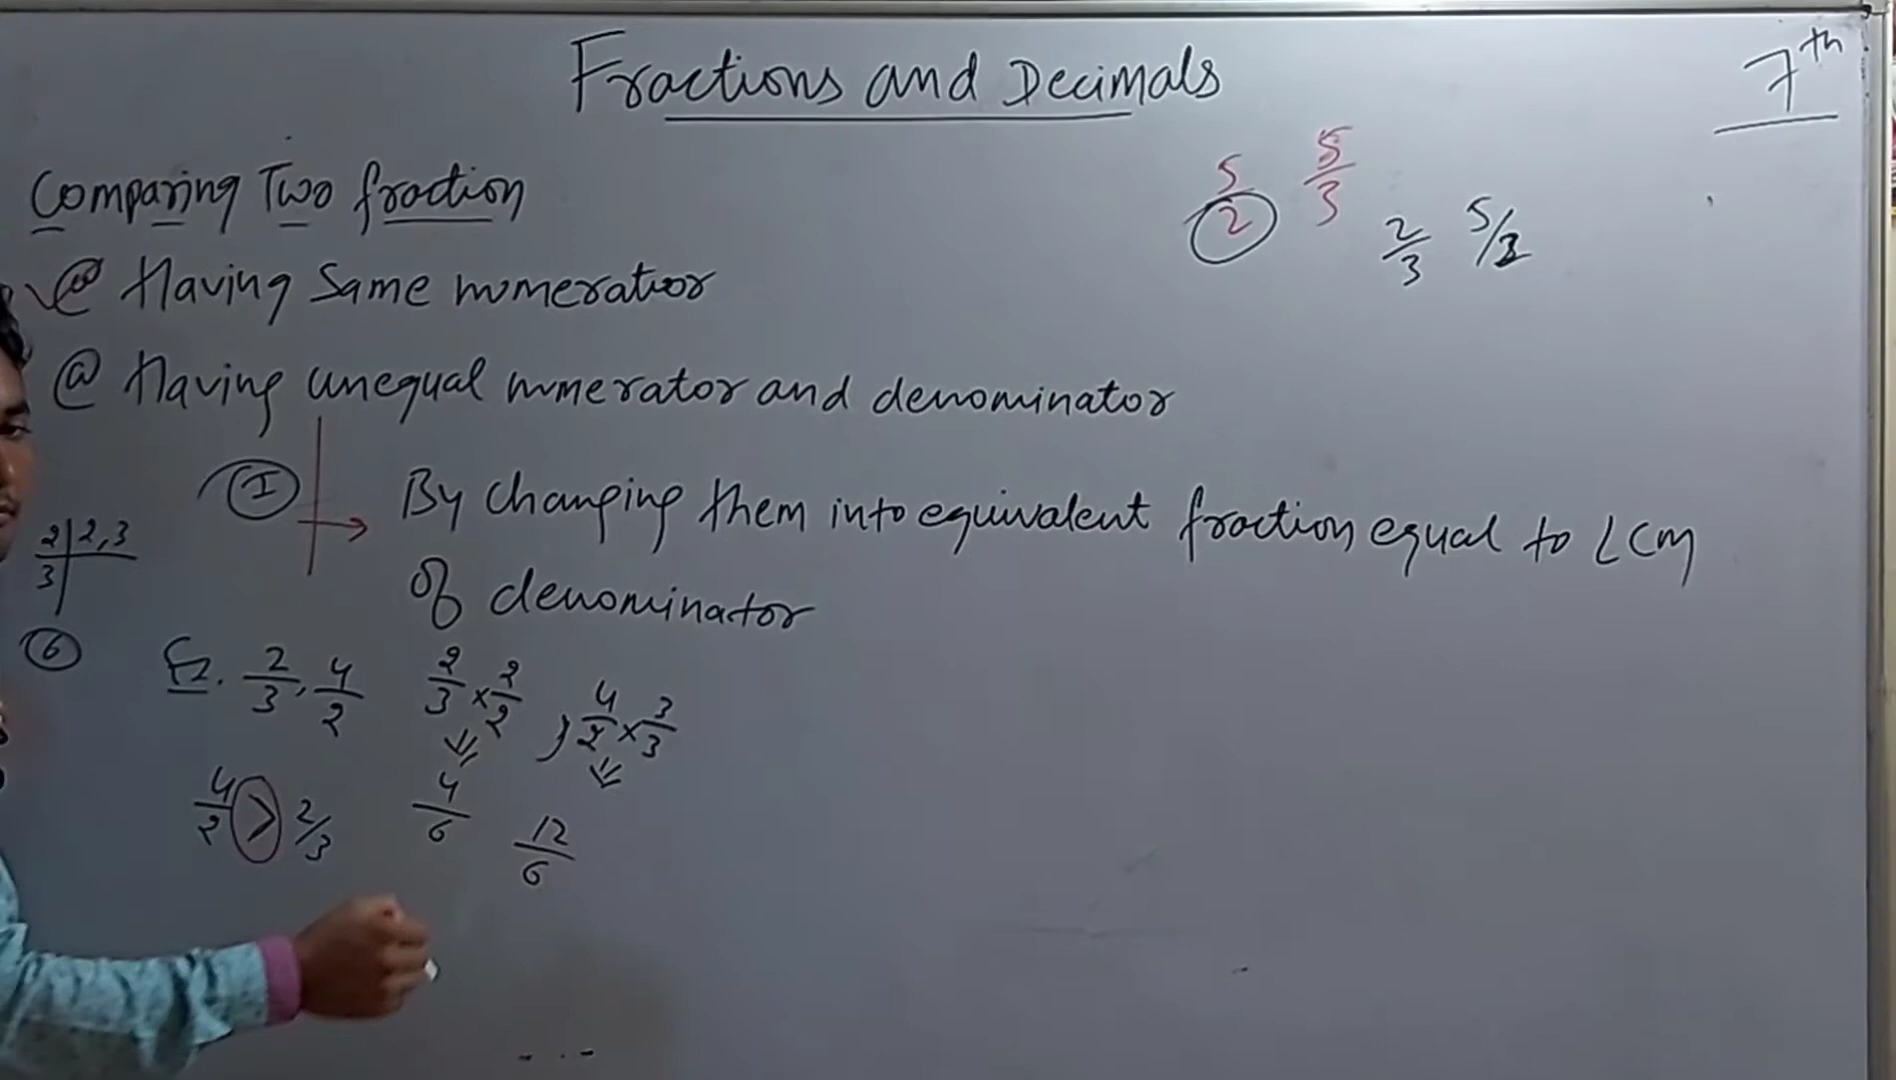 Fractions and Decimals
7th
Comparing Two fraction
5/2 5/3
2/3 5/2
@ Having Same numerator
@ Having unequal numerator and denominator
I → By changing them into equivalent fraction equal to LCM
of denominator
2|2,3
3|
6
Ex. 2/3, 4/2 2/3 × 2/2 , 4/2 × 3/3
4/2 > 2/3 4/6 12/6